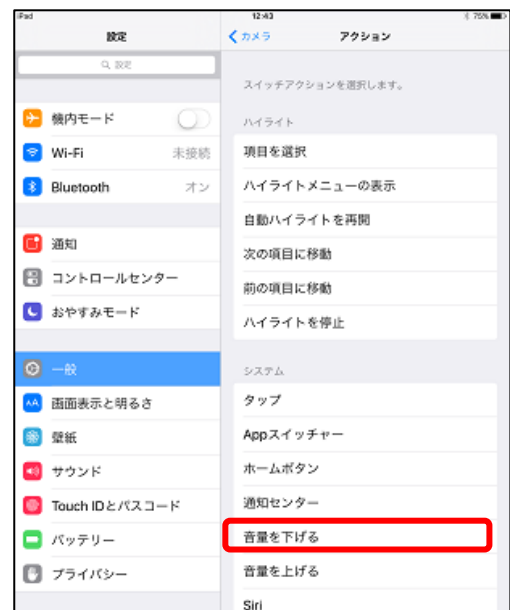 iPad
12:43
75%
設定
カメラ
アクション
設定
機内モード
Wi-Fi
未接続
Bluetooth
オン
通知
コントロールセンター
おやすみモード
一般
AA
画面表示と明るさ
壁紙
サウンド
Touch IDとパスコード
バッテリー
プライバシー
スイッチアクションを選択します。
ハイライト
項目を選択
ハイライトメニューの表示
自動ハイライトを再開
次の項目に移動
前の項目に移動
ハイライトを停止
システム
タップ
Appスイッチャー
ホームボタン
通知センター
音量を下げる
音量を上げる
Siri